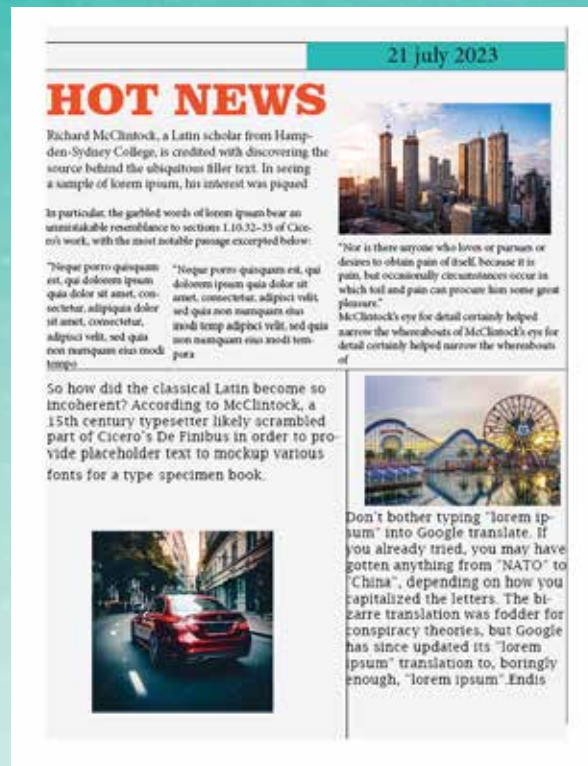 21 july 2023
HOT NEWS
Richard McClintock, a Latin scholar from Hamp-
den-Sydney College, is credited with discovering the
source behind the ubiquitous filler text. In seeing
a sample of lorem ipsum, his interest was piqued
In particular, the garbled words of lorem ipsum bear an
unmistakable resemblance to sections 1.10.32–33 of Cice-
ro's work, with the most notable passage excerpted below:
"Neque porro quisquam
est, qui dolorem ipsum
quia dolor sit amet, con-
sectetur, adipiquia dolor
sit amet, consectetur,
adipisci velit, sed quia
non numquam eius modi
tempo
"Neque porro quisquam est, qui
dolorem ipsum quia dolor sit
amet, consectetur, adipisci velit,
sed quia non numquam eius
modi temp adipisci velit, sed quia
non numquam eius modi tem-
para
"Nor is there anyone who loves or pursues or
desires to obtain pain of itself, because it is
pain, but occasionally circumstances occur in
which toil and pain can procure him some great
pleasure."
McClintock's eye for detail certainly helped
narrow the whereabouts of McClintock's eye for
detail certainly helped narrow the whereabouts
of
So how did the classical Latin become so
incoherent? According to McClintock, a
15th century typesetter likely scrambled
part of Cicero's De Finibus in order to pro-
vide placeholder text to mockup various
fonts for a type specimen book.
Don't bother typing "lorem ip-
sum" into Google translate. If
you already tried, you may have
gotten anything from "NATO" to
"China", depending on how you
capitalized the letters. The bi-
zarre translation was fodder for
conspiracy theories, but Google
has since updated its "lorem
ipsum" translation to, boringly
enough, "lorem ipsum".Endis